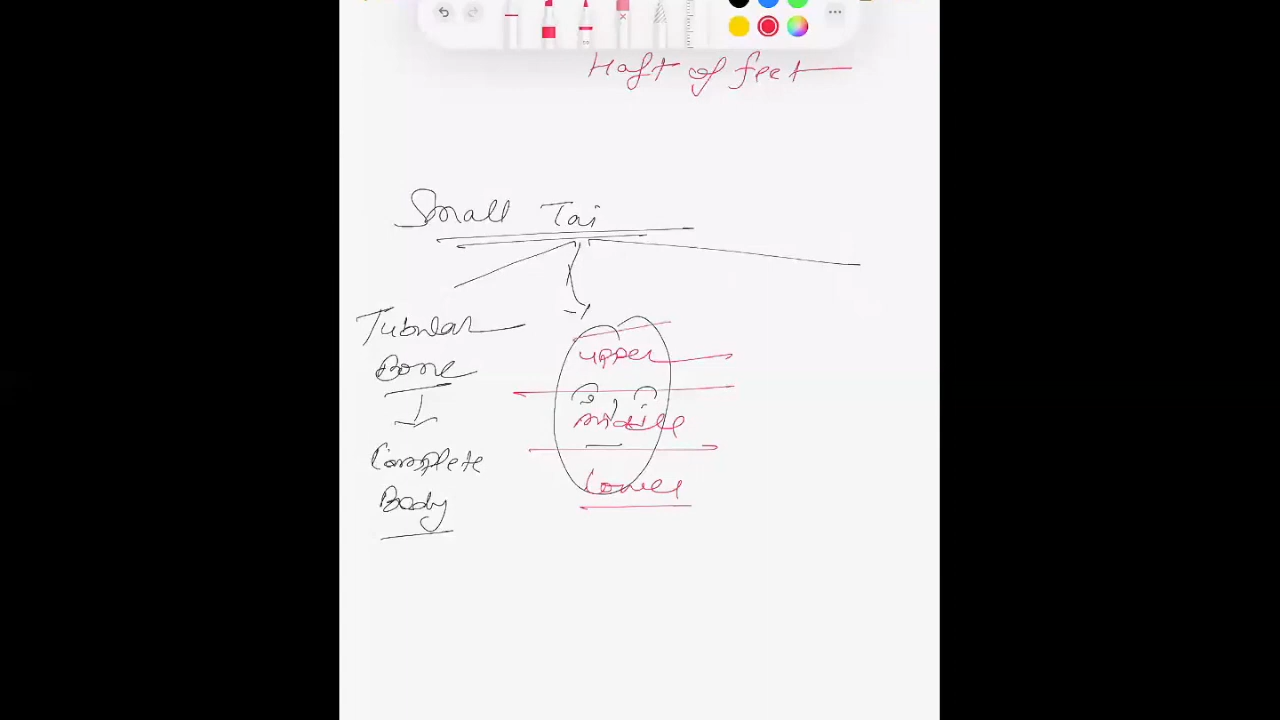 Haft of feet
Small Tai
Tubular
Bone
Complete
Body
upper
middle
Lower